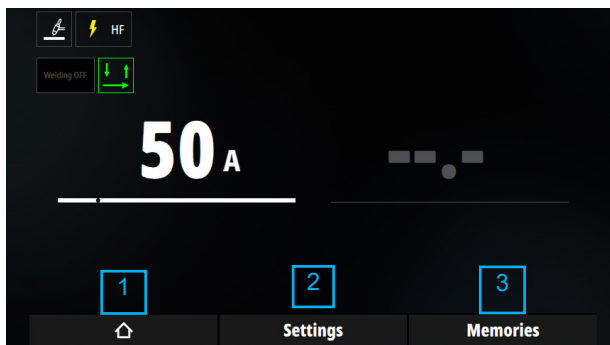 HF
Welding OFF
50 A
--.-
1
2
3
Settings
Memories